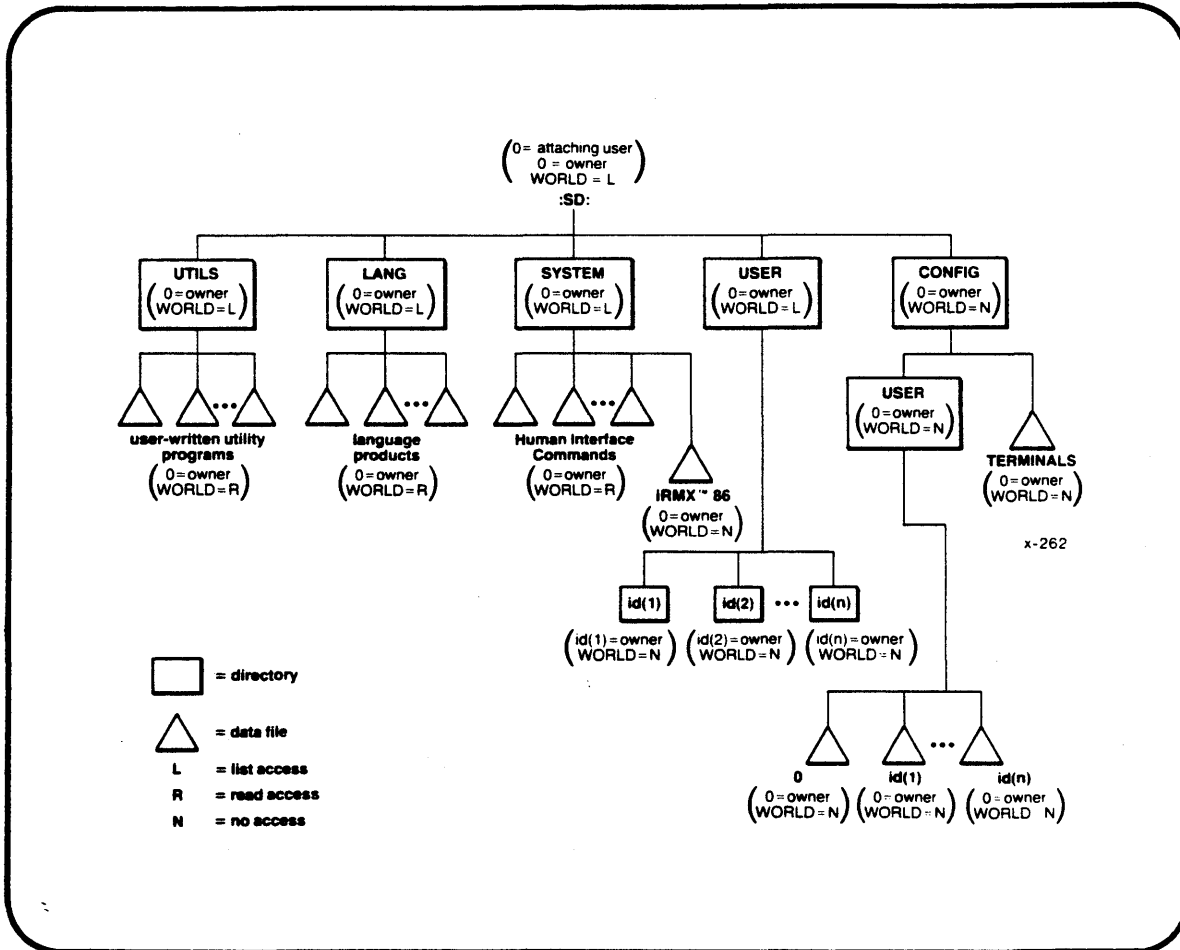 (0= attaching user
0 = owner
WORLD = L)
:SD:
UTILS
(0=owner
WORLD=L)
LANG
(0=owner
WORLD=L)
SYSTEM
(0=owner
WORLD=L)
USER
(0=owner
WORLD=L)
CONFIG
(0=owner
WORLD=N)
•••
user-written utility
programs
(0=owner
WORLD=R)
•••
language
products
(0=owner
WORLD=R)
•••
Human Interface
Commands
(0=owner
WORLD=R)
iRMX™ 86
(0=owner
WORLD=N)
USER
(0=owner
WORLD=N)
TERMINALS
(0=owner
WORLD=N)
x-262
id(1)
id(2)
•••
id(n)
(id(1)=owner
WORLD=N)
(id(2)=owner
WORLD=N)
(id(n)=owner
WORLD=N)
•••
0
id(1)
id(n)
(0=owner
WORLD=N)
(0=owner
WORLD=N)
(0=owner
WORLD N)
= directory
= data file
L = list access
R = read access
N = no access